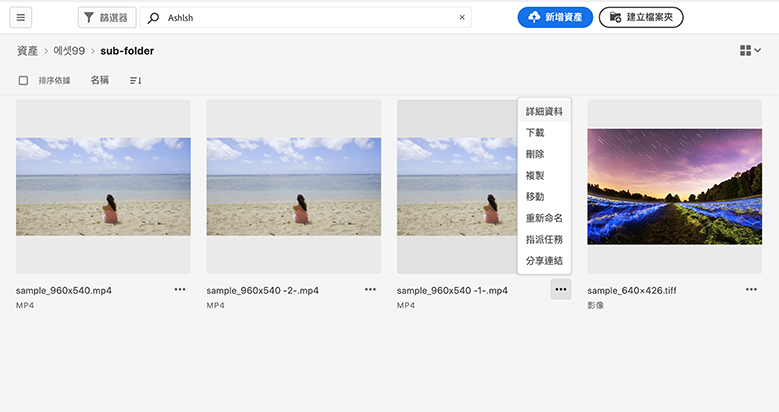 篩選器
Ashlsh
新增資產
建立檔案夾
資產 > 에셋99 > sub-folder
排序依據 名稱
詳細資料
下載
刪除
複製
移動
重新命名
指派任務
分享連結
sample_960x540.mp4
MP4
sample_960x540 -2-.mp4
MP4
sample_960x540 -1-.mp4
MP4
sample_640×426.tiff
影像